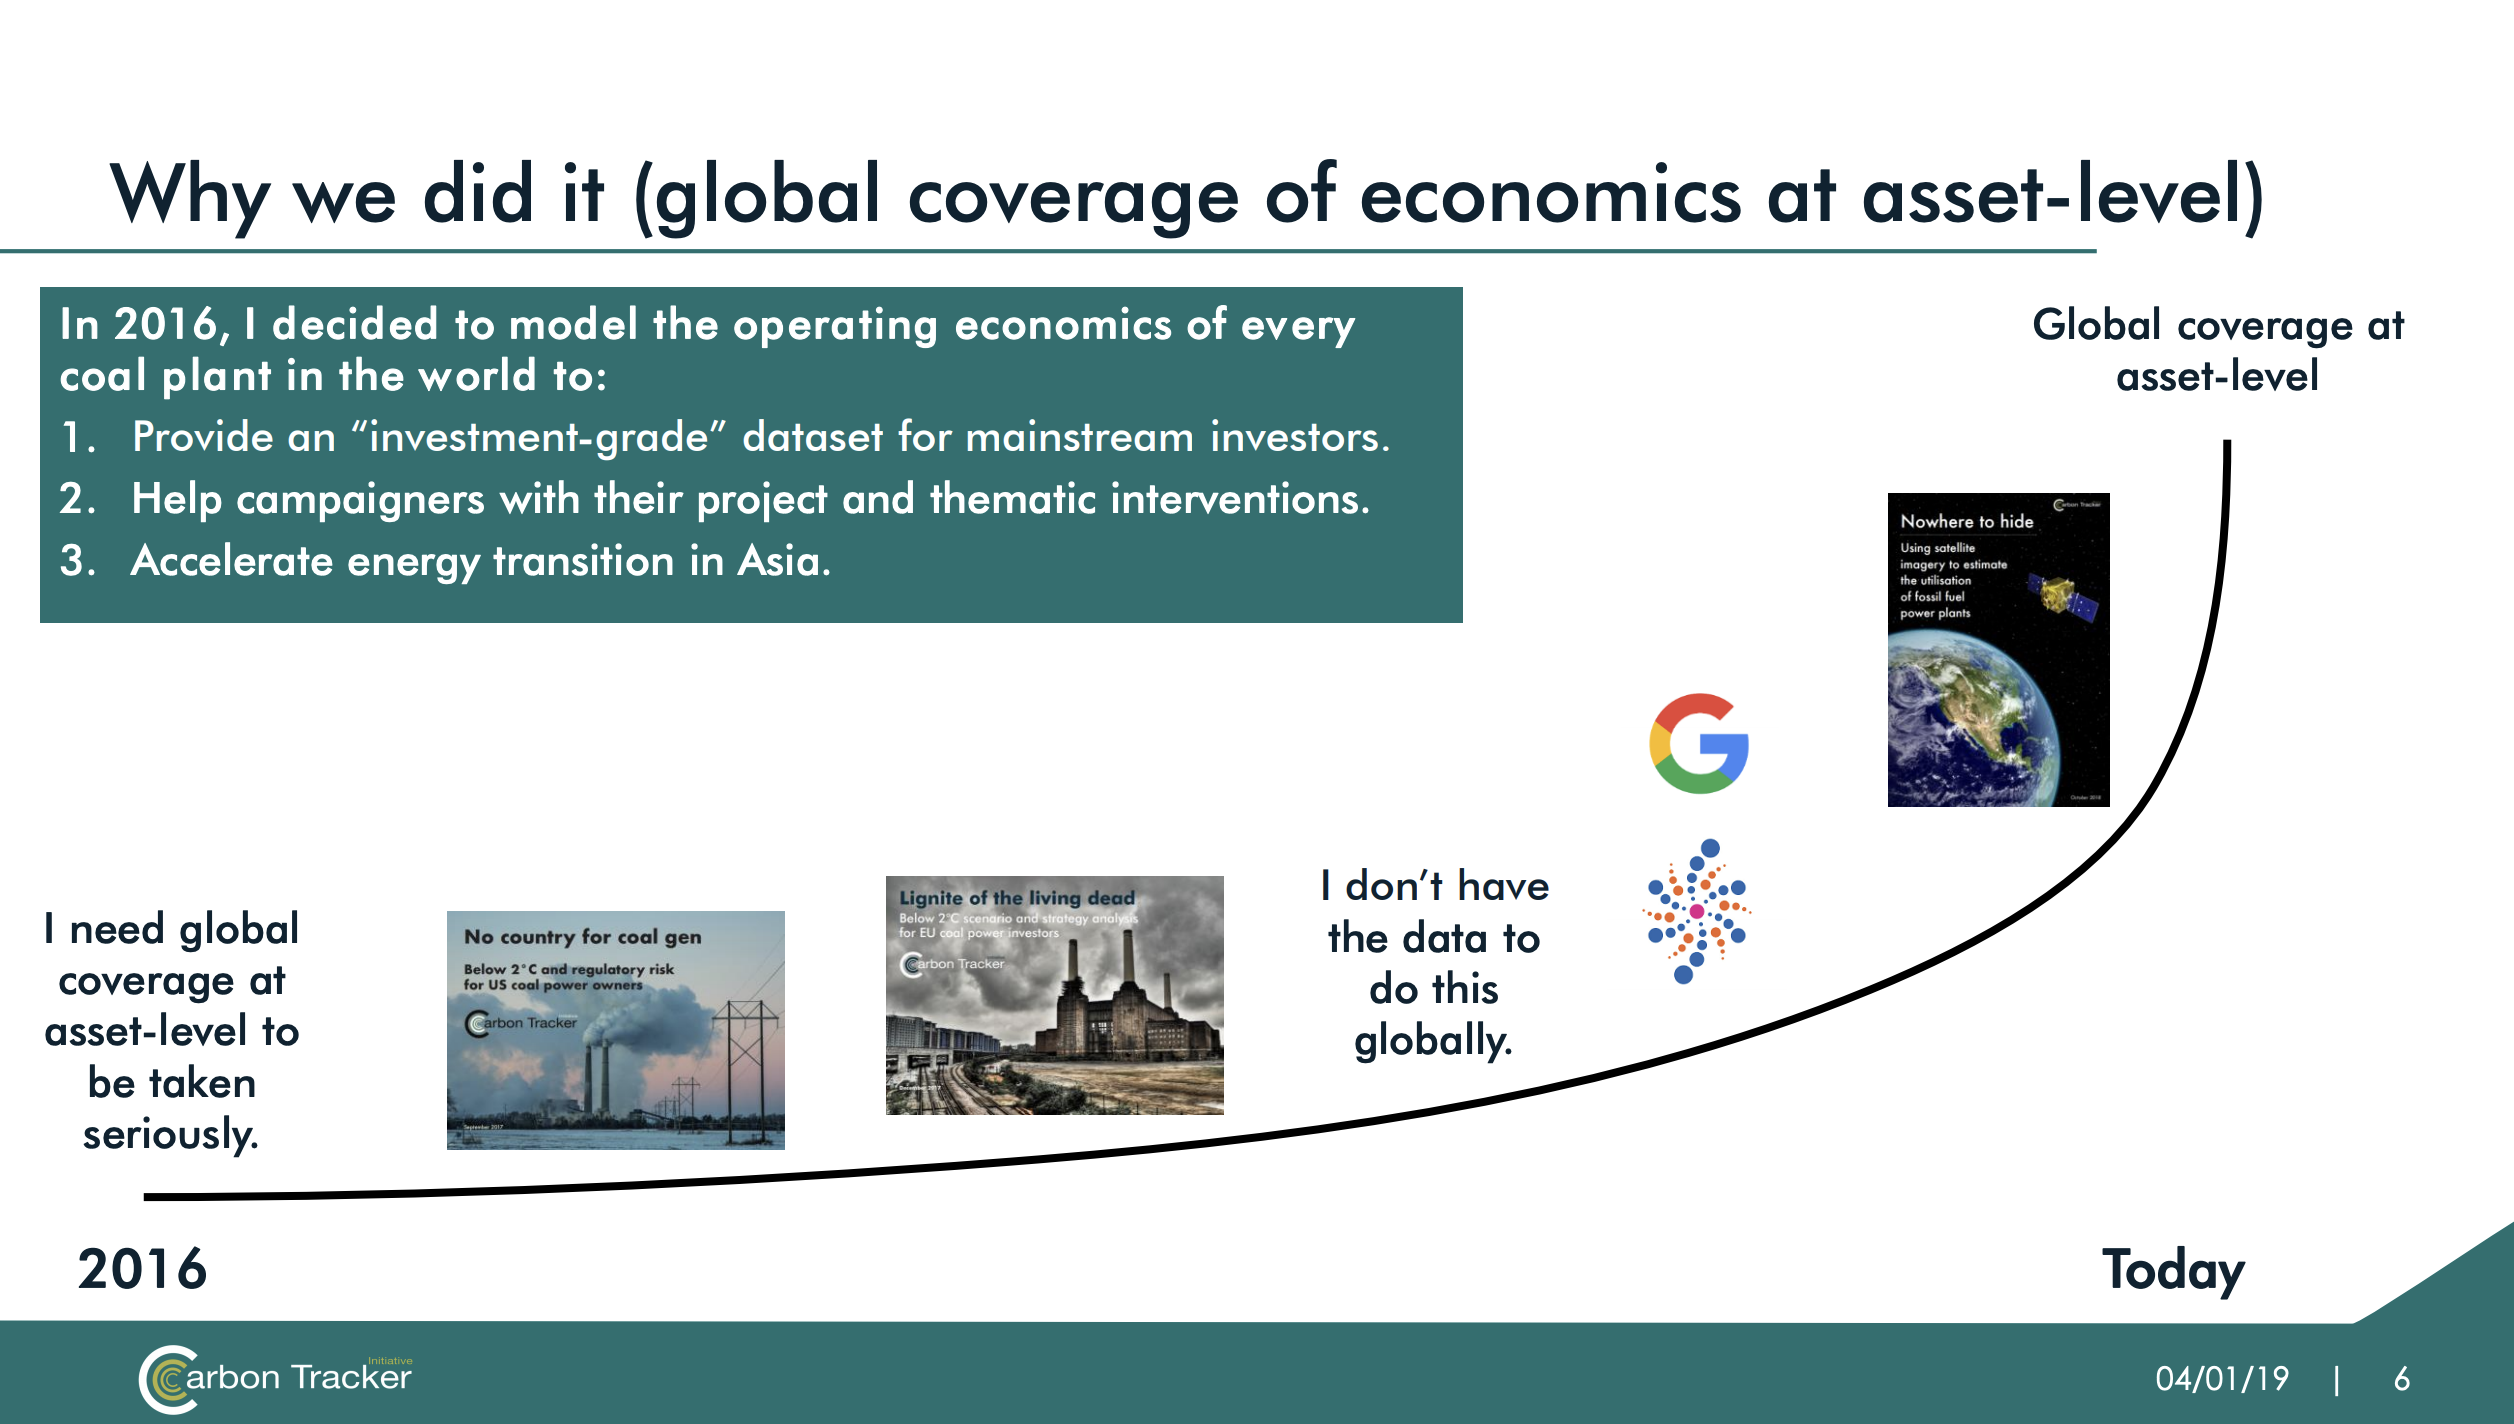 Why we did it (global coverage of economics at asset-level)
In 2016, I decided to model the operating economics of every
coal plant in the world to:
1. Provide an “investment-grade” dataset for mainstream investors.
2. Help campaigners with their project and thematic interventions.
3. Accelerate energy transition in Asia.
Global coverage at
asset-level
Carbon Tracker
Nowhere to hide
Using satellite
imagery to estimate
the utilisation
of fossil fuel
power plants
October 2018
I need global
coverage at
asset-level to
be taken
seriously.
No country for coal gen
Below 2°C and regulatory risk
for US coal power owners
Carbon Tracker
September 2017
Lignite of the living dead
Below 2°C scenario and strategy analysis
for EU coal power investors
Carbon Tracker
December 2017
I don’t have
the data to
do this
globally.
G
2016
Today
Carbon Tracker
Initiative
04/01/19 | 6